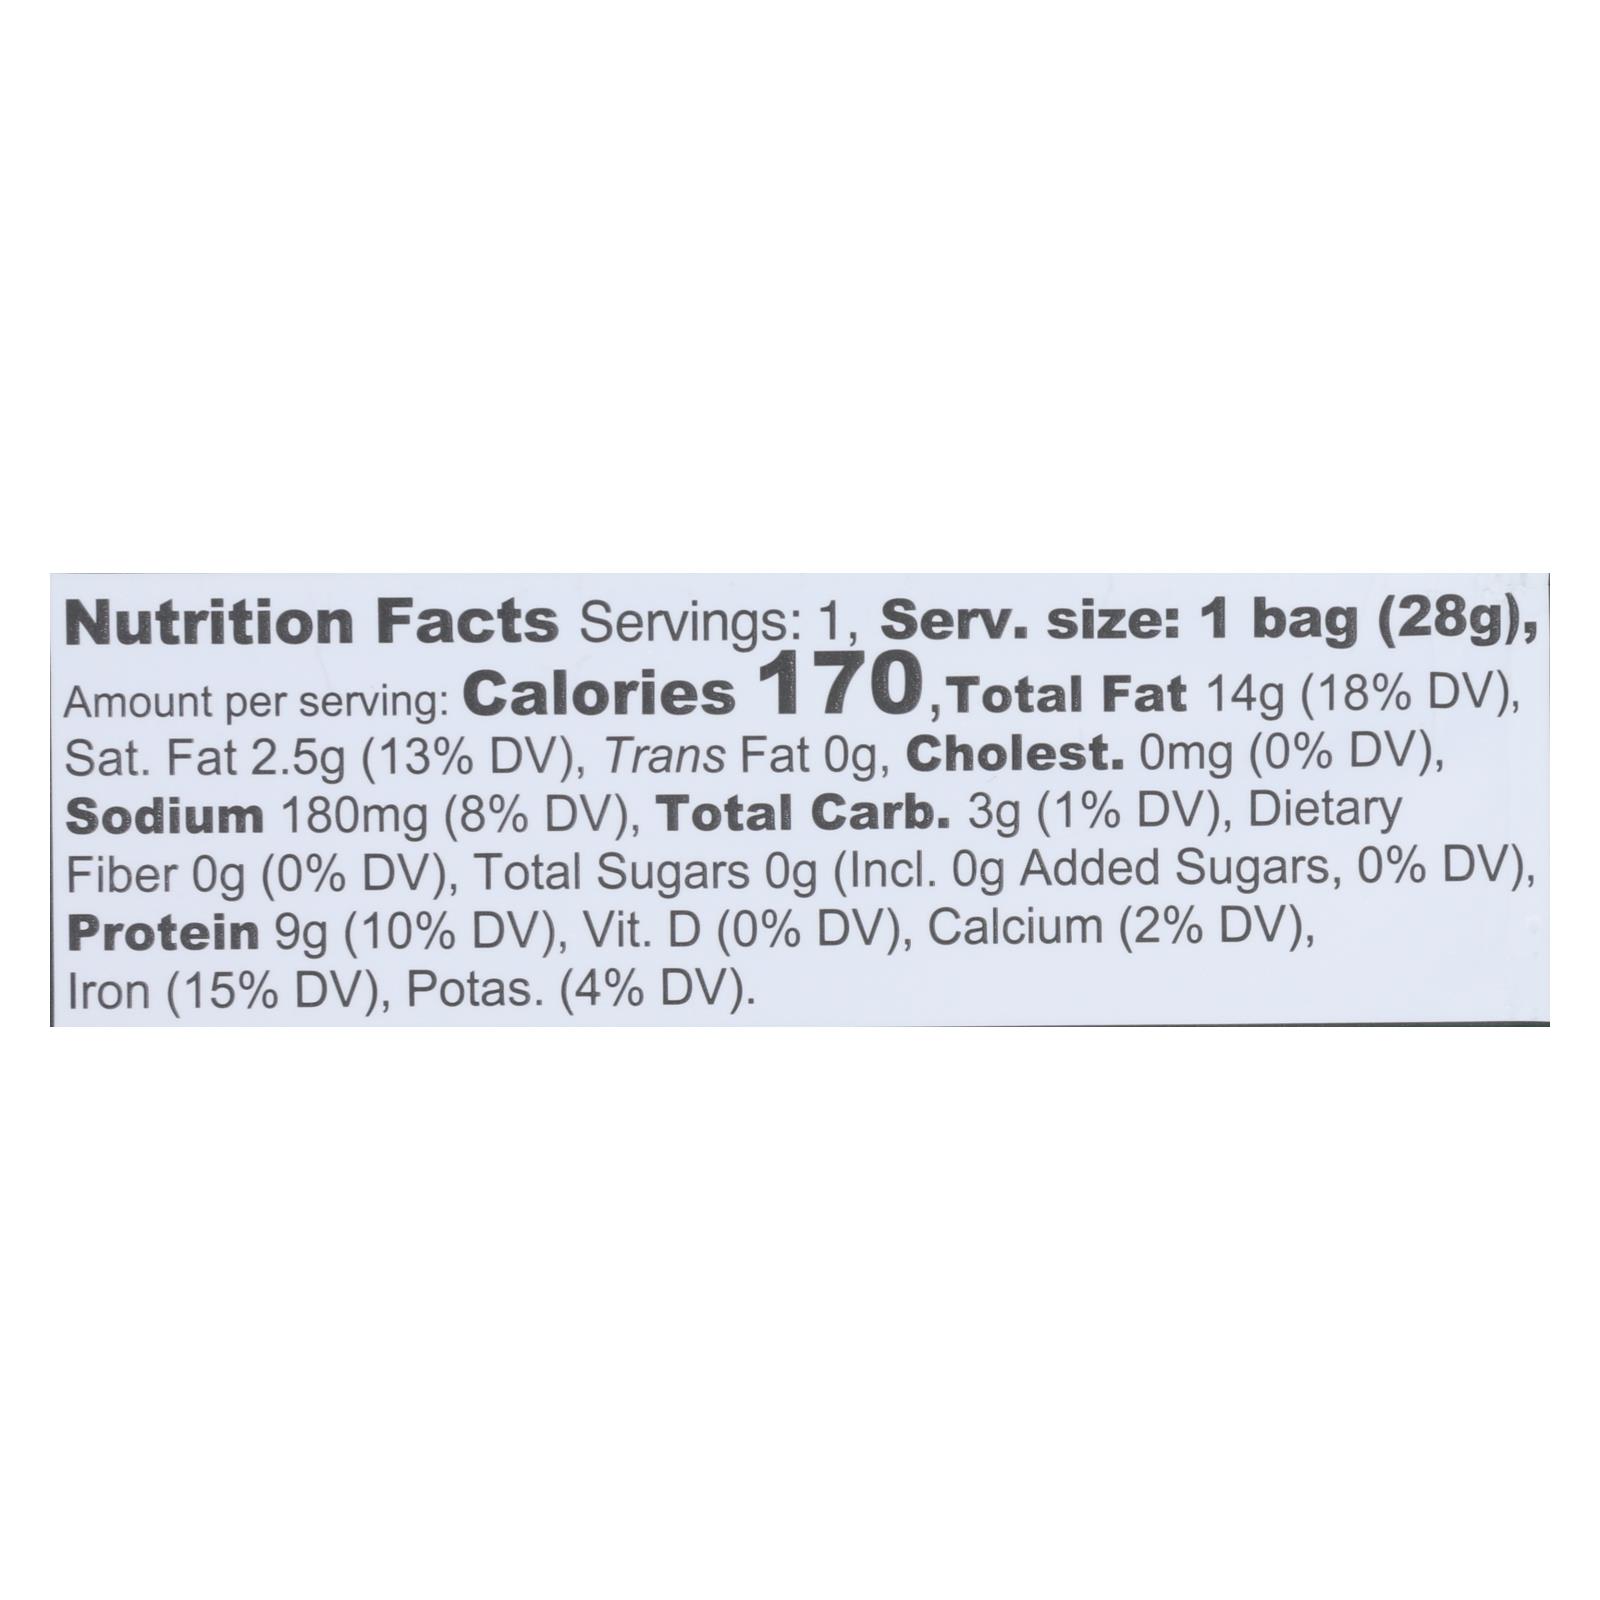 Nutrition Facts Servings: 1, Serv. size: 1 bag (28g),
Amount per serving: Calories 170, Total Fat 14g (18% DV),
Sat. Fat 2.5g (13% DV), Trans Fat 0g, Cholest. 0mg (0% DV),
Sodium 180mg (8% DV), Total Carb. 3g (1% DV), Dietary
Fiber 0g (0% DV), Total Sugars 0g (Incl. 0g Added Sugars, 0% DV),
Protein 9g (10% DV), Vit. D (0% DV), Calcium (2% DV),
Iron (15% DV), Potas. (4% DV).